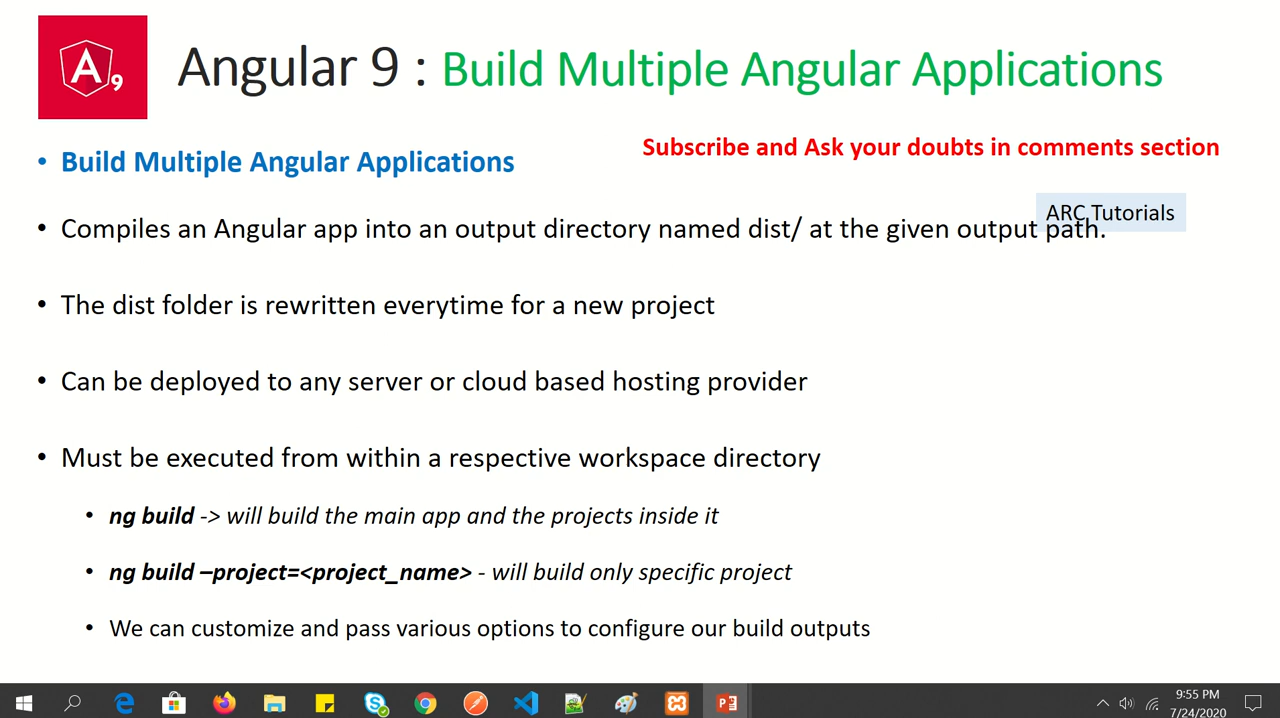 A9
Angular 9 : Build Multiple Angular Applications
• Build Multiple Angular Applications
Subscribe and Ask your doubts in comments section
ARC Tutorials
• Compiles an Angular app into an output directory named dist/ at the given output path.
• The dist folder is rewritten everytime for a new project
• Can be deployed to any server or cloud based hosting provider
• Must be executed from within a respective workspace directory
• ng build -> will build the main app and the projects inside it
• ng build –project=<project_name> - will build only specific project
• We can customize and pass various options to configure our build outputs
9:55 PM
7/24/2020